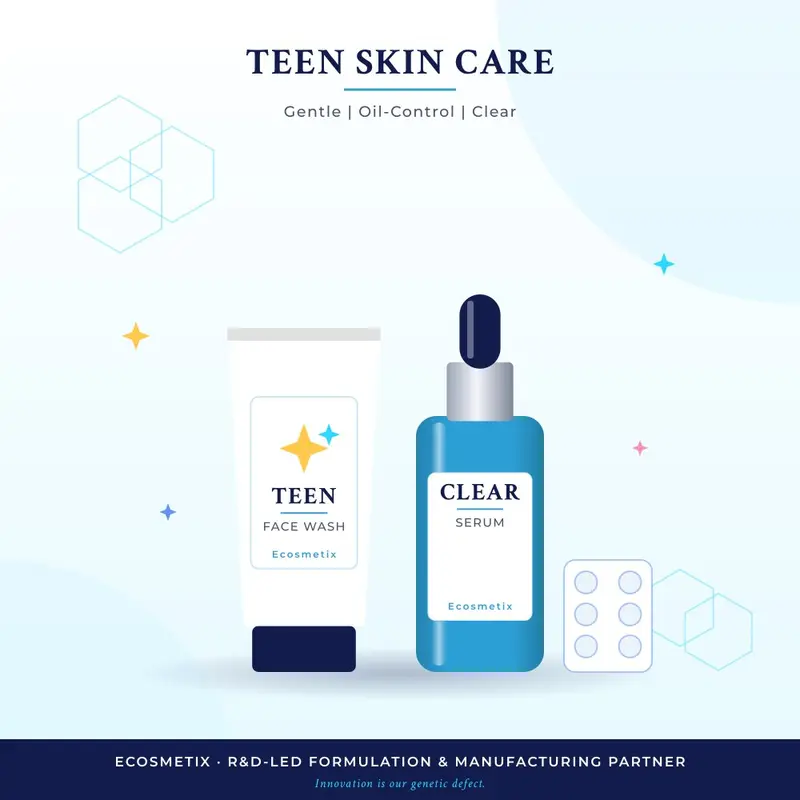 TEEN SKIN CARE
Gentle | Oil-Control | Clear
TEEN
FACE WASH
Ecosmetix
CLEAR
SERUM
Ecosmetix
ECOSMETIX · R&D-LED FORMULATION & MANUFACTURING PARTNER
Innovation is our genetic defect.